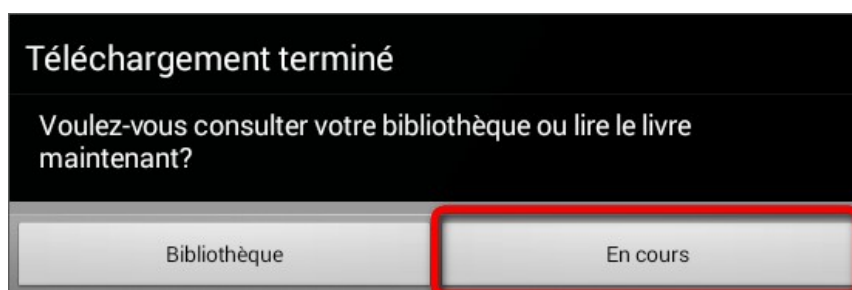 Téléchargement terminé
Voulez-vous consulter votre bibliothèque ou lire le livre
maintenant?
Bibliothèque
En cours